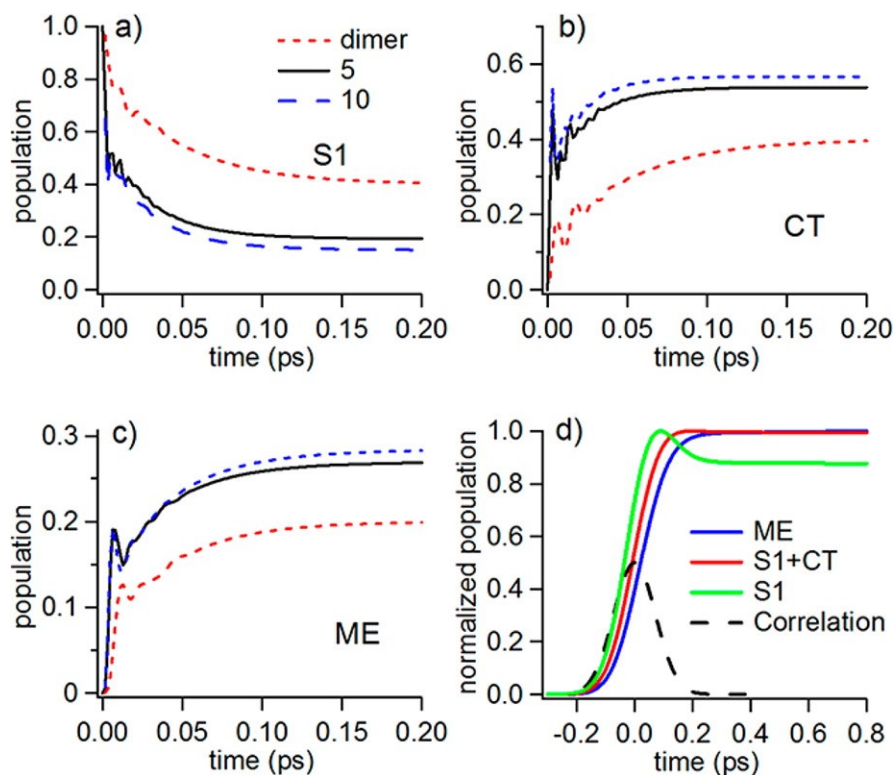 a)
1.0
0.8
0.6
0.4
0.2
0.0
population
dimer
5
10
S1
0.00 0.05 0.10 0.15 0.20
time (ps)
b)
0.6
0.4
0.2
0.0
population
CT
0.00 0.05 0.10 0.15 0.20
time (ps)
c)
0.3
0.2
0.1
0
population
ME
0.00 0.05 0.10 0.15 0.20
time (ps)
d)
1.0
0.8
0.6
0.4
0.2
0.0
normalized population
ME
S1+CT
S1
Correlation
-0.2 0.0 0.2 0.4 0.6 0.8
time (ps)